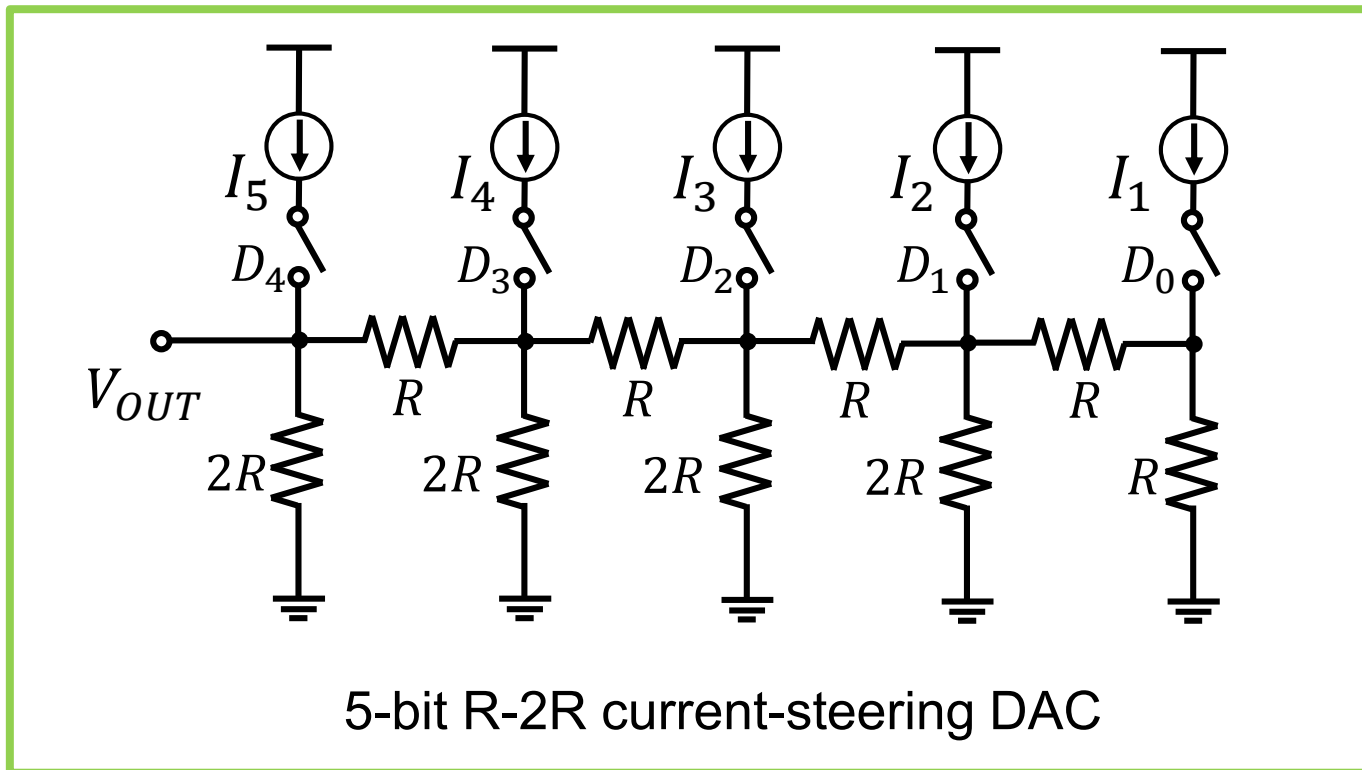 I₅ I₄ I₃ I₂ I₁
D₄ D₃ D₂ D₁ D₀
V_OUT R R R R
2R 2R 2R 2R R
5-bit R-2R current-steering DAC